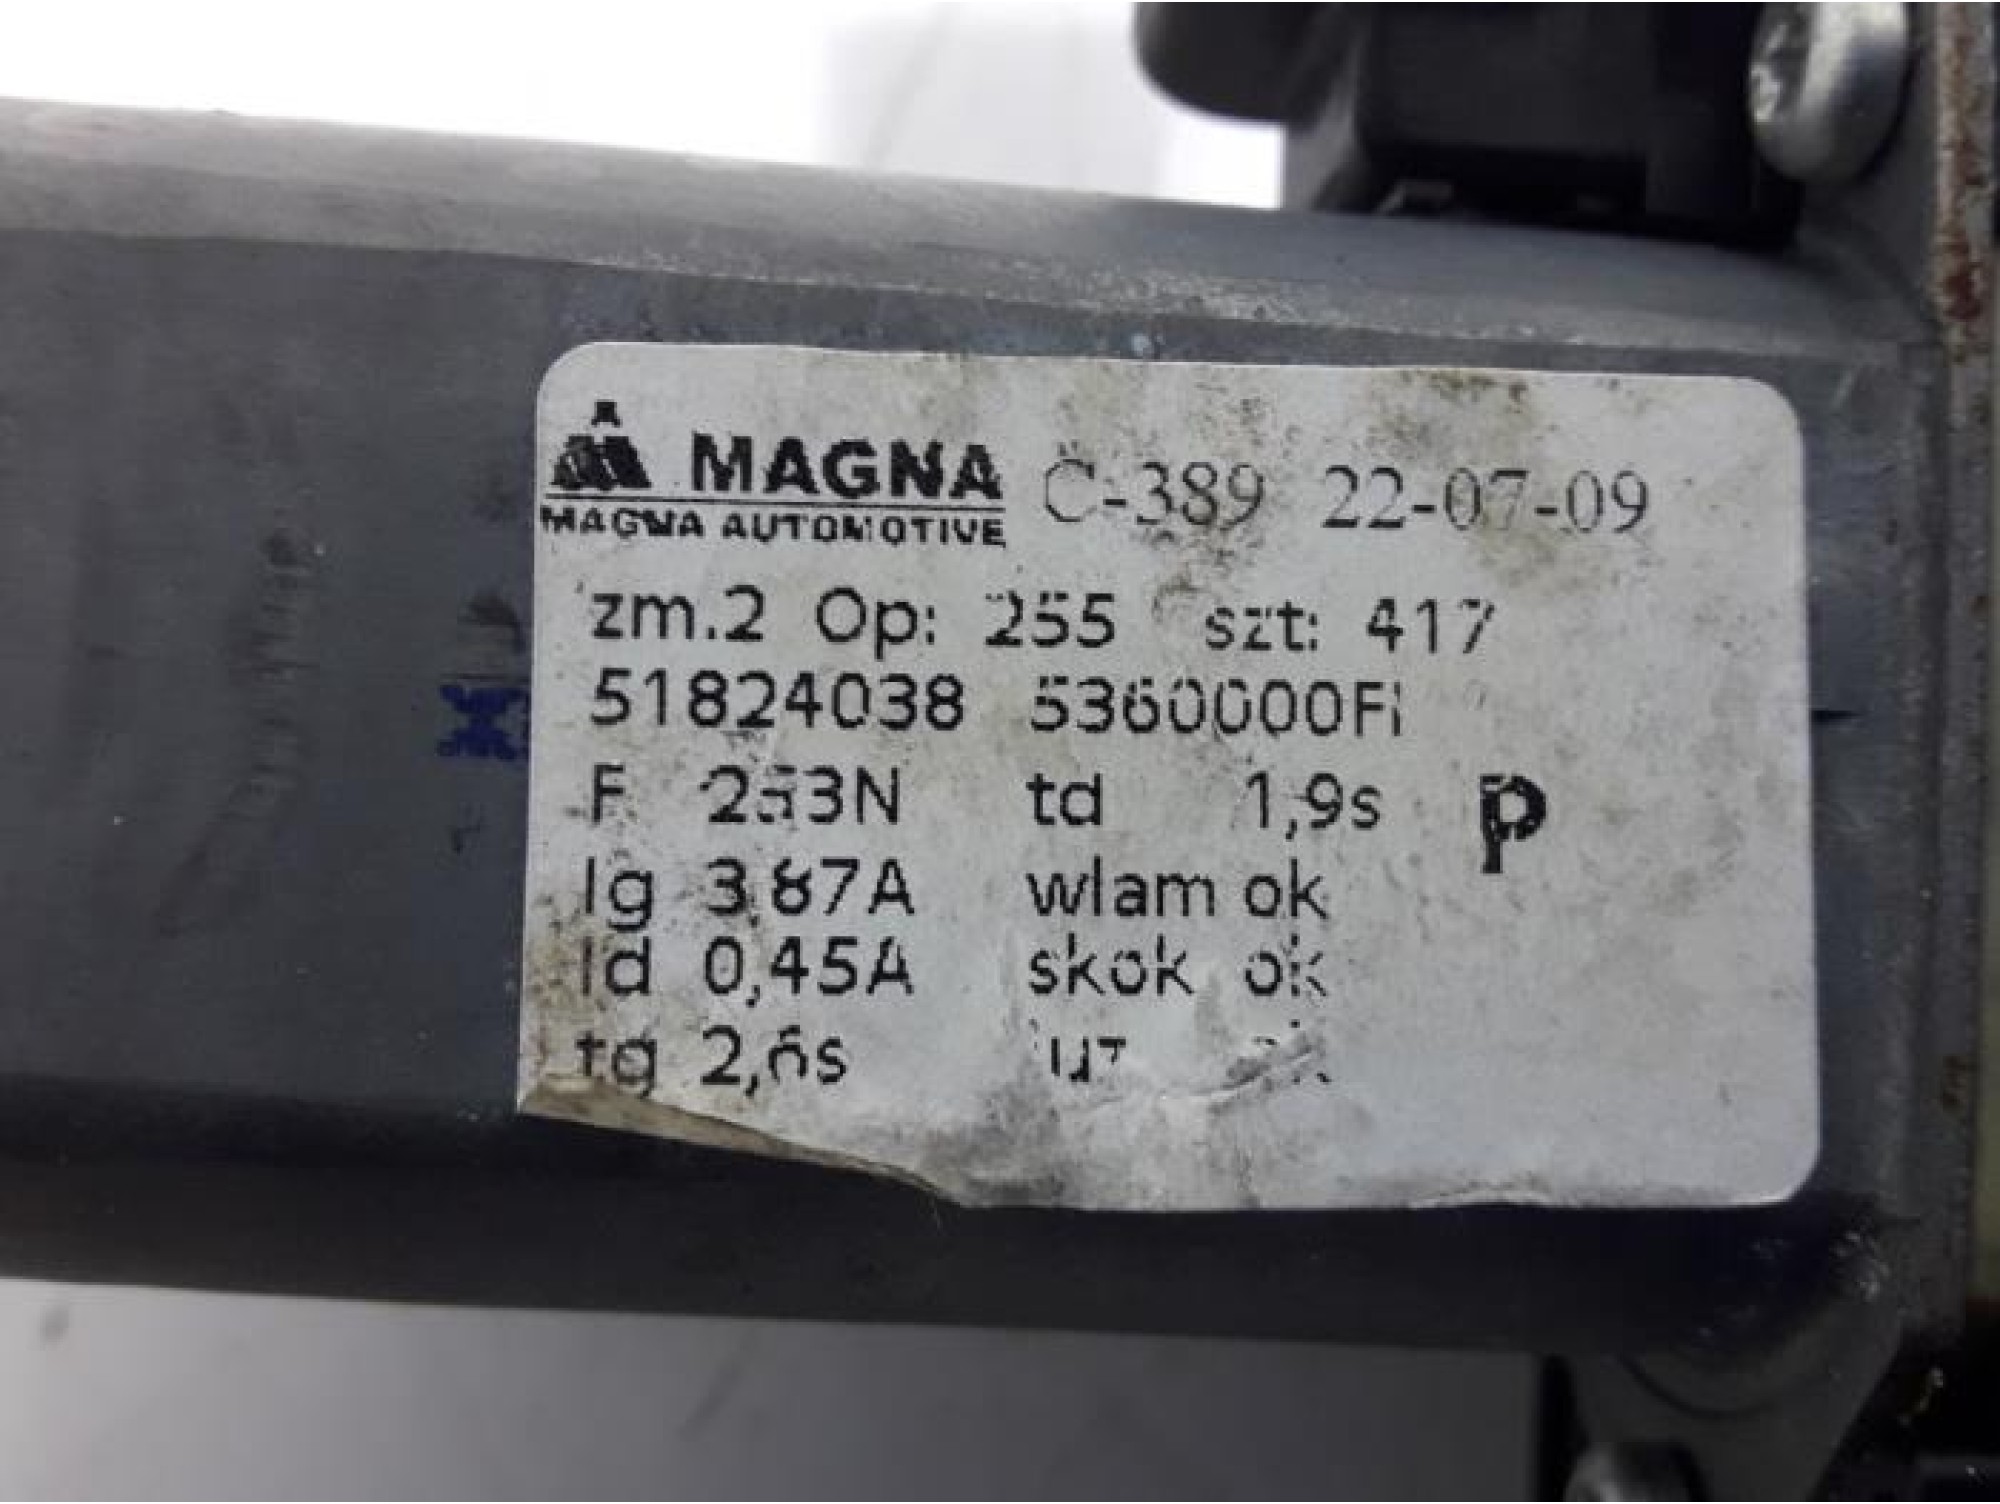 MAGNA C-389 22-07-09
MAGNA AUTOMOTIVE
zm.2 Op: 255 szt: 417
51824038 5360000FI
F 253N td 1,9s P
Ig 3,87A wlam ok
Id 0,45A skok ok
tg 2,6s